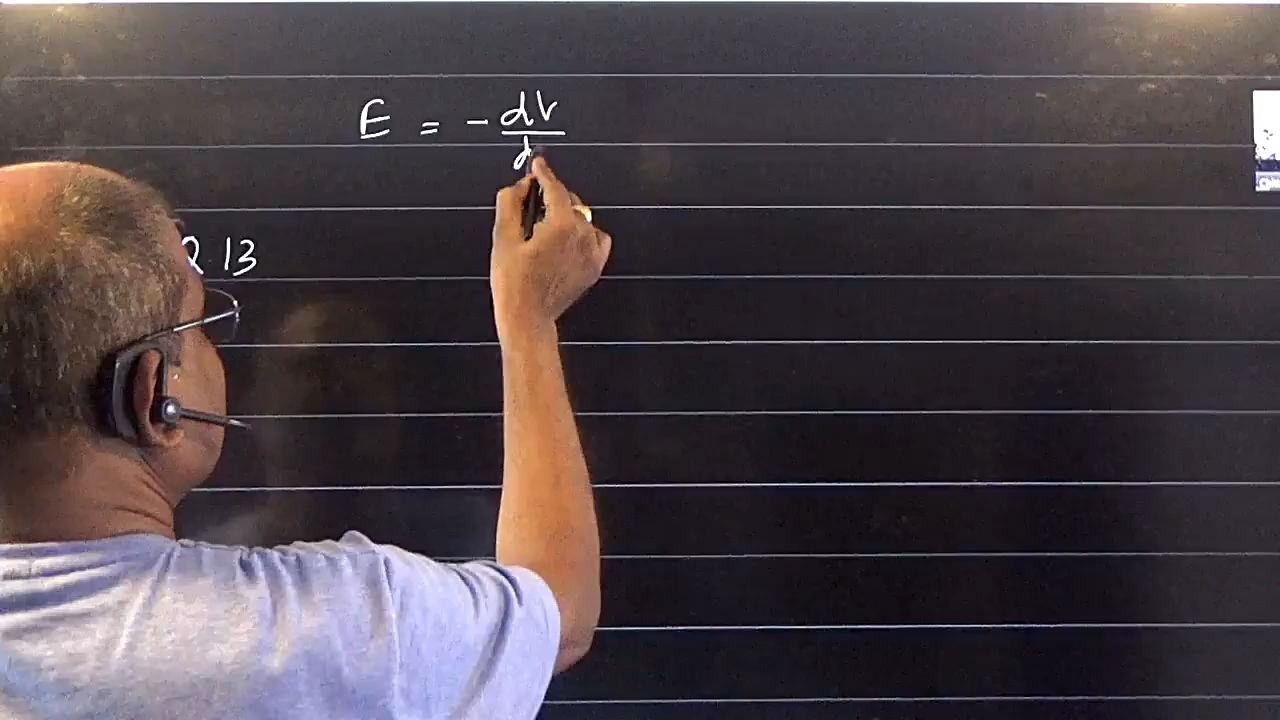 E = - dV
d
Q. 13